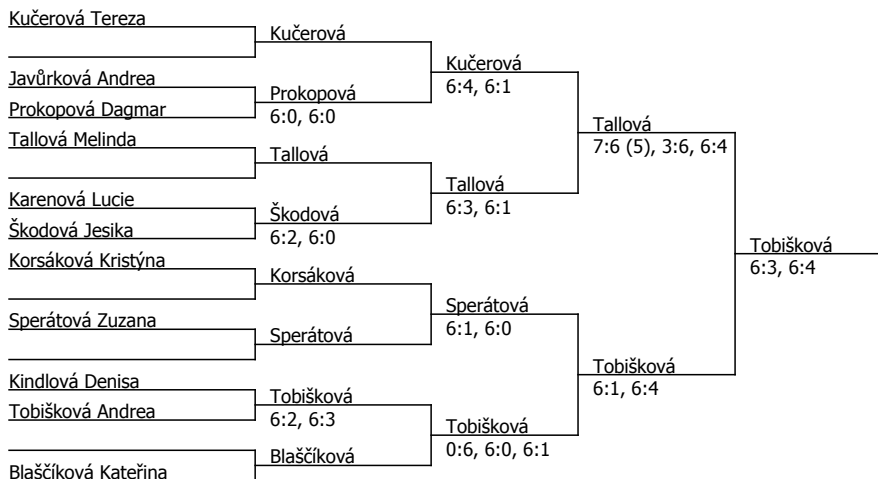 Kučerová Tereza
Kučerová
Kučerová
6:4, 6:1
Javůrková Andrea
Prokopová
6:0, 6:0
Prokopová Dagmar
Tallová
7:6 (5), 3:6, 6:4
Tallová Melinda
Tallová
Tallová
6:3, 6:1
Karenová Lucie
Škodová
6:2, 6:0
Škodová Jesika
Tobišková
6:3, 6:4
Korsáková Kristýna
Korsáková
Sperátová
6:1, 6:0
Sperátová Zuzana
Sperátová
Tobišková
6:1, 6:4
Kindlová Denisa
Tobišková
6:2, 6:3
Tobišková Andrea
Tobišková
0:6, 6:0, 6:1
Blaščíková
Blaščíková Kateřina